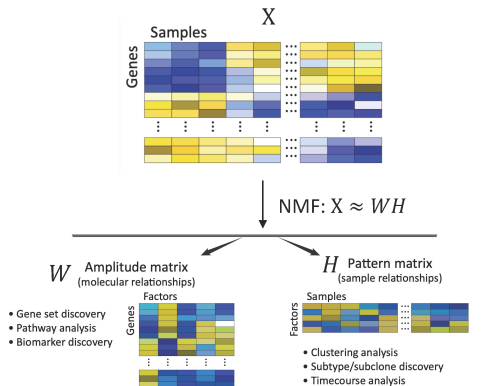 X
Samples
Genes
NMF: X ≈ WH
W Amplitude matrix
(molecular relationships)
H Pattern matrix
(sample relationships)
Factors
Genes
• Gene set discovery
• Pathway analysis
• Biomarker discovery
Samples
Factors
• Clustering analysis
• Subtype/subclone discovery
• Timecourse analysis